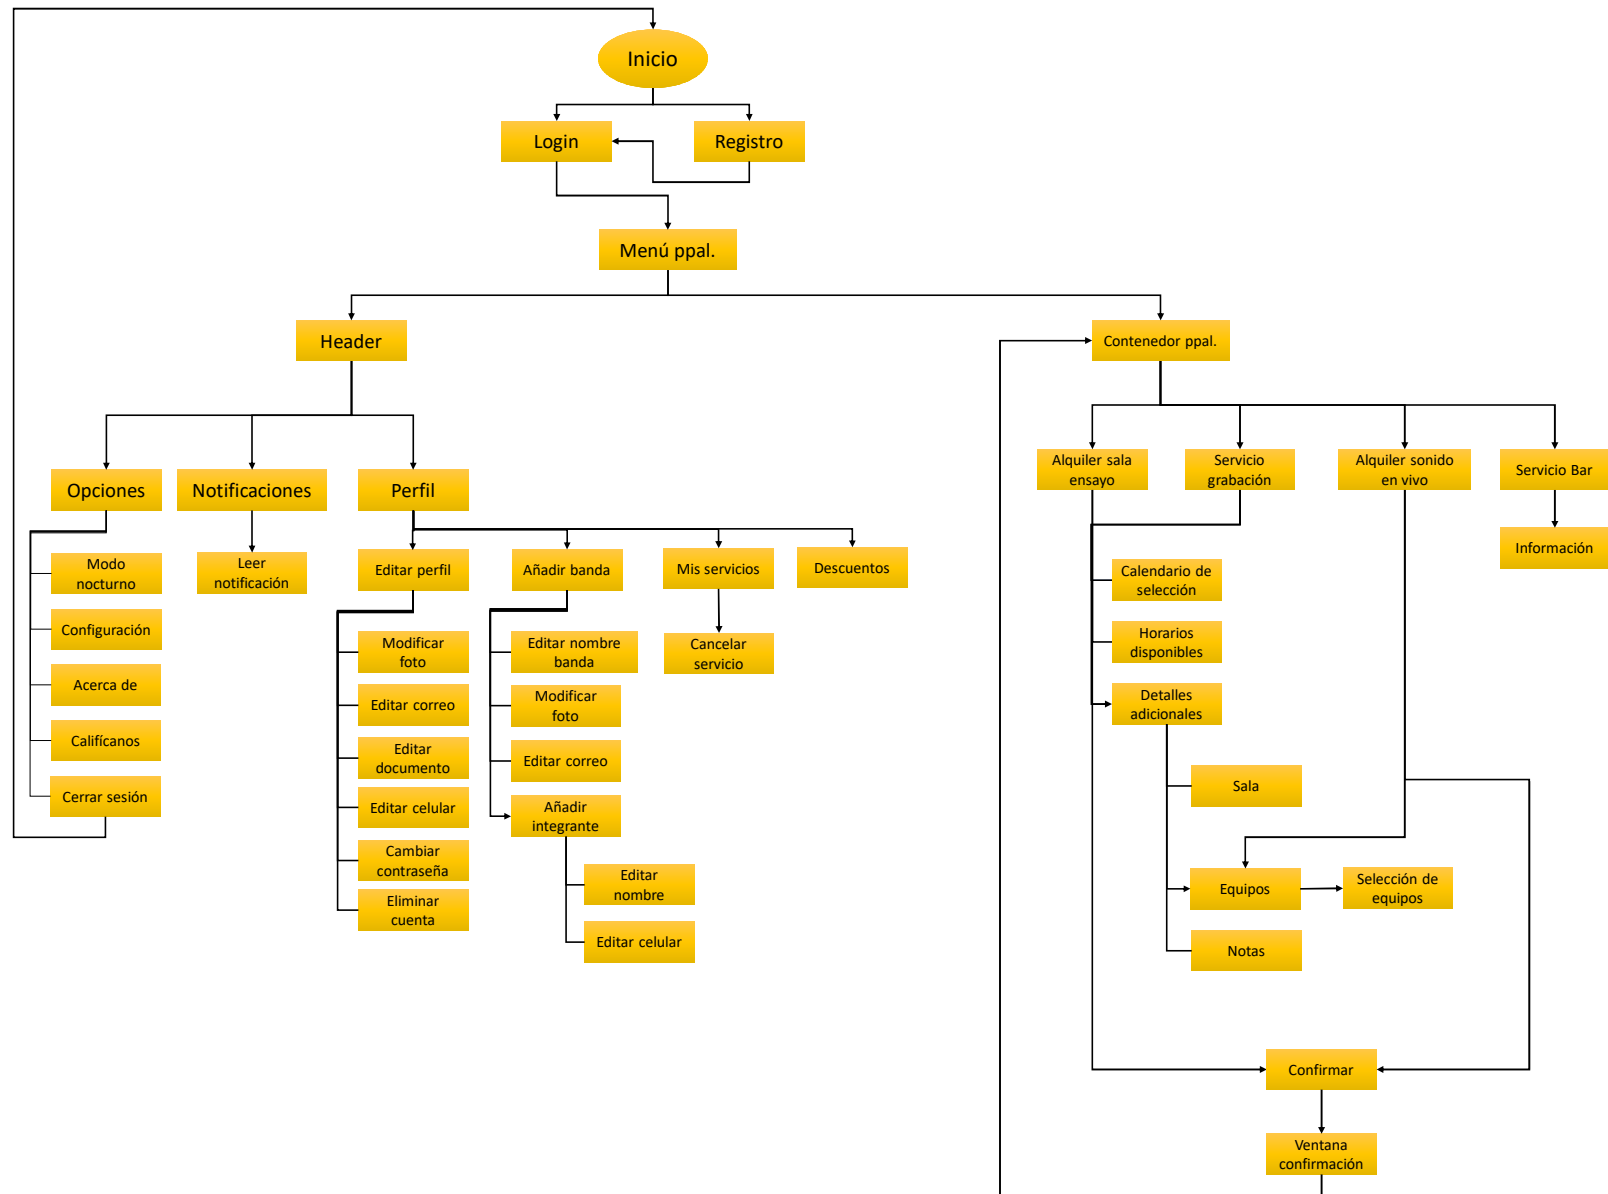 Inicio
Login
Registro
Menú ppal.
Header
Contenedor ppal.
Opciones
Notificaciones
Perfil
Alquiler sala
ensayo
Servicio
grabación
Alquiler sonido
en vivo
Servicio Bar
Modo
nocturno
Configuración
Acerca de
Califícanos
Cerrar sesión
Leer
notificación
Editar perfil
Añadir banda
Mis servicios
Descuentos
Modificar
foto
Editar correo
Editar
documento
Editar celular
Cambiar
contraseña
Eliminar
cuenta
Editar nombre
banda
Modificar
foto
Editar correo
Añadir
integrante
Editar
nombre
Editar celular
Cancelar
servicio
Información
Calendario de
selección
Horarios
disponibles
Detalles
adicionales
Sala
Equipos
Selección de
equipos
Notas
Confirmar
Ventana
confirmación